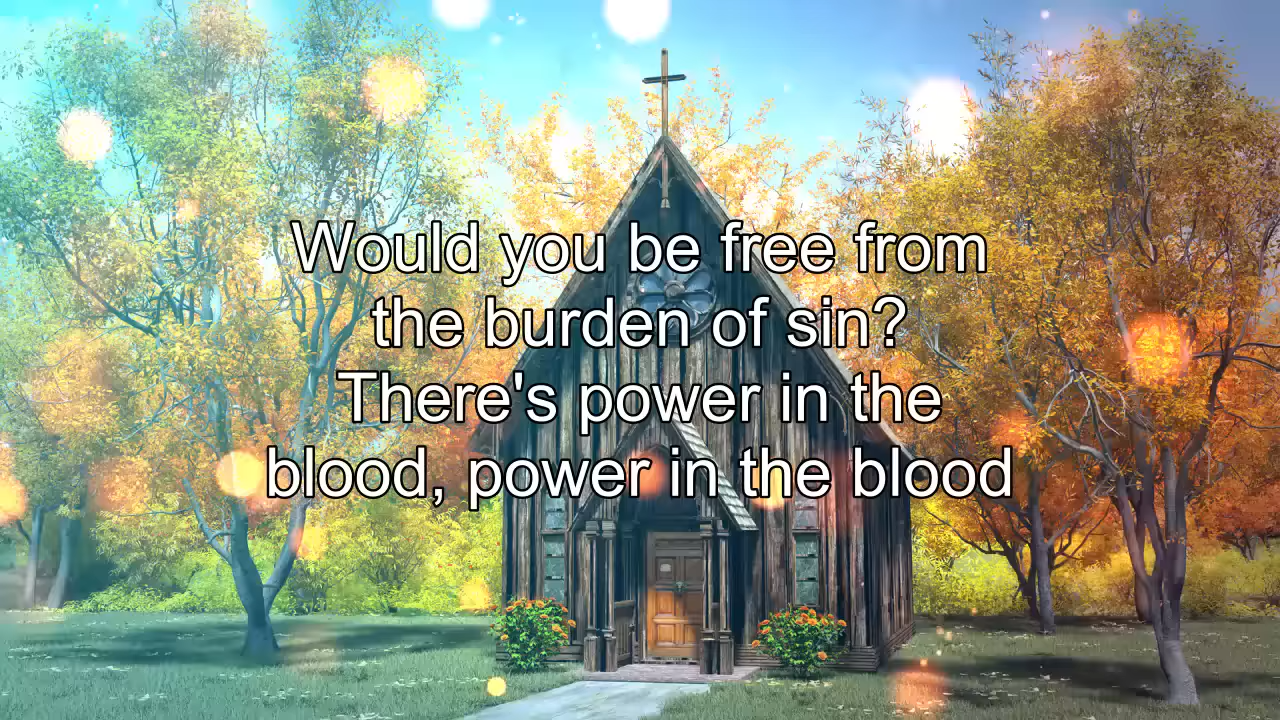 Would you be free from
the burden of sin?
There's power in the
blood, power in the blood